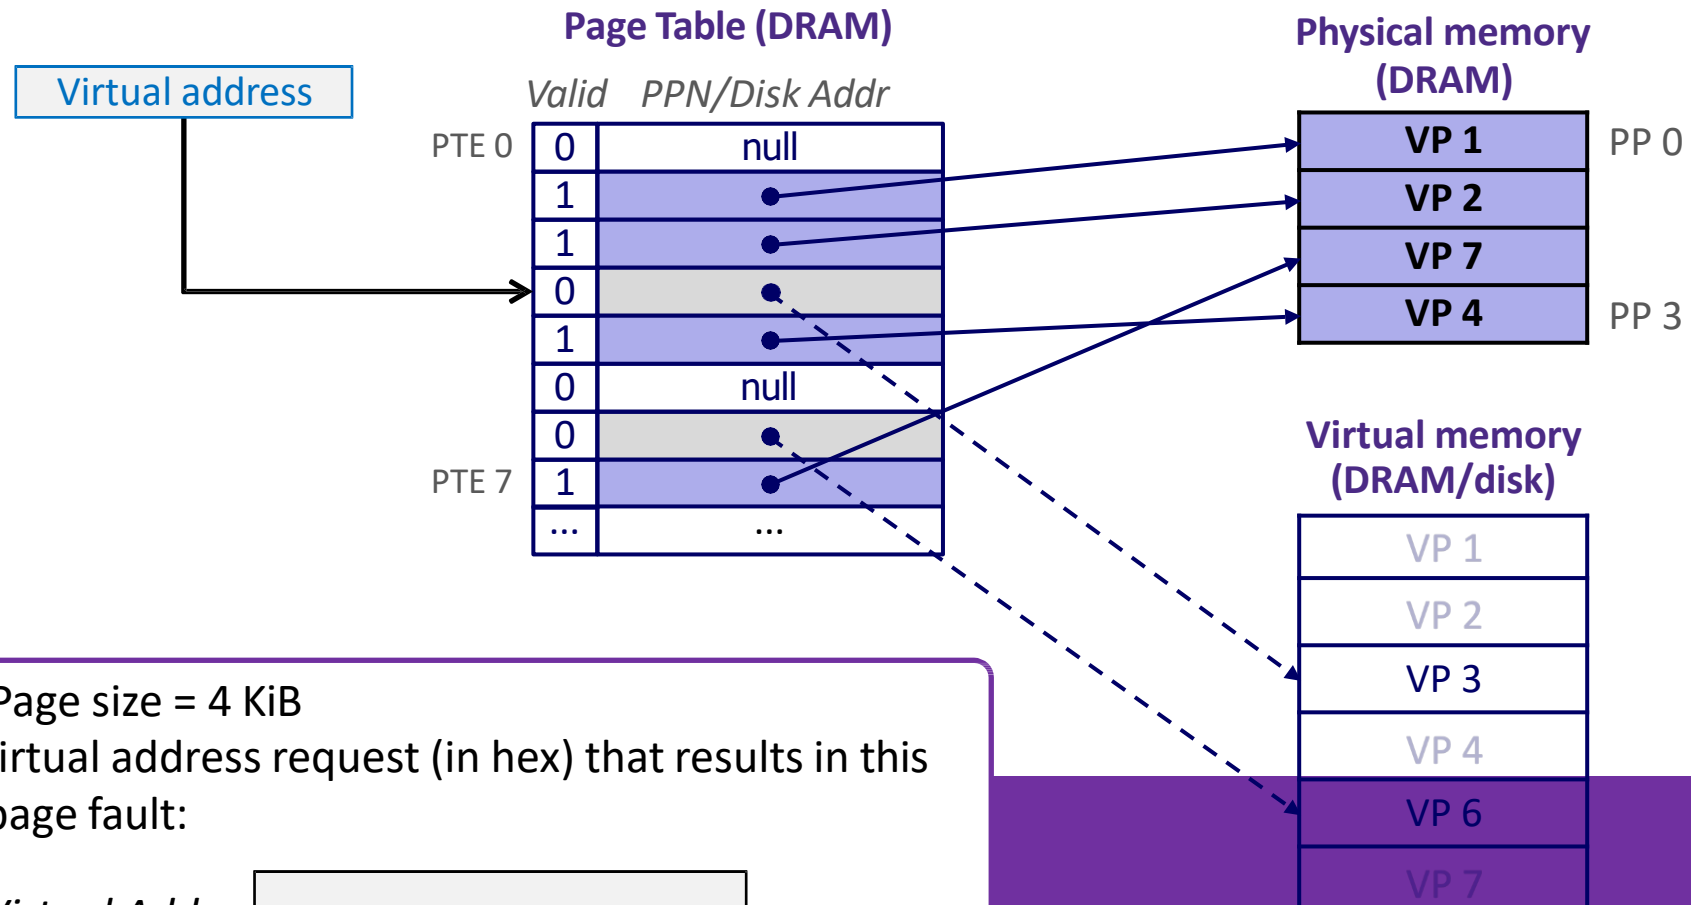 Page Table (DRAM)
Physical memory
(DRAM)
Virtual address
Valid PPN/Disk Addr
PTE 0 0 null
1
1
0
1
0 null
0
PTE 7 1
... ...
VP 1 PP 0
VP 2
VP 7
VP 4 PP 3
Virtual memory
(DRAM/disk)
VP 1
VP 2
VP 3
VP 4
VP 6
VP 7
Page size = 4 KiB
irtual address request (in hex) that results in this
page fault: